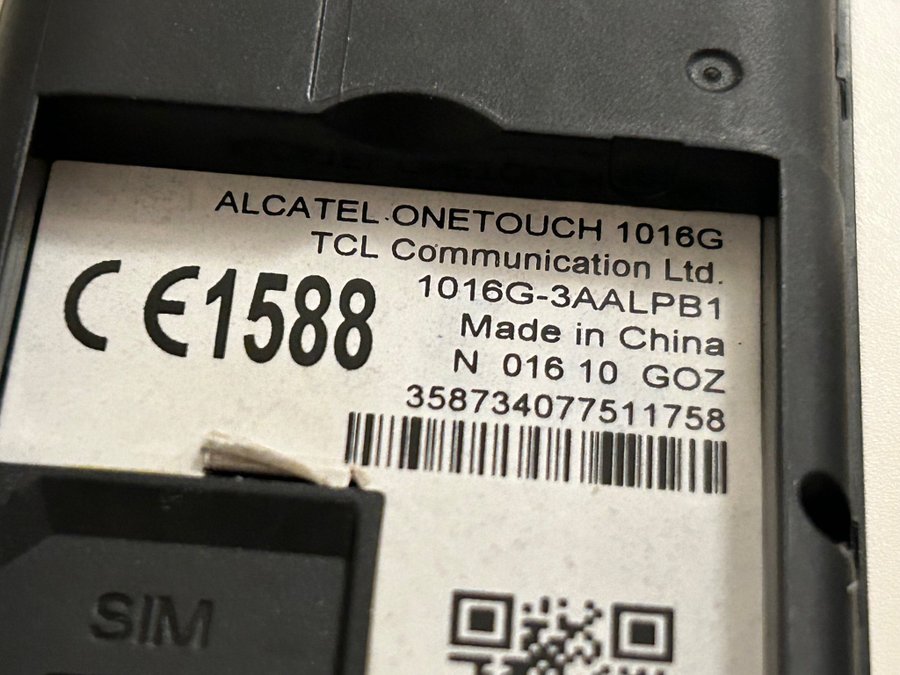 ALCATEL ONETOUCH 1016G
TCL Communication Ltd.
CE1588
1016G-3AALPB1
Made in China
N 016 10 GOZ
358734077511758
SIM